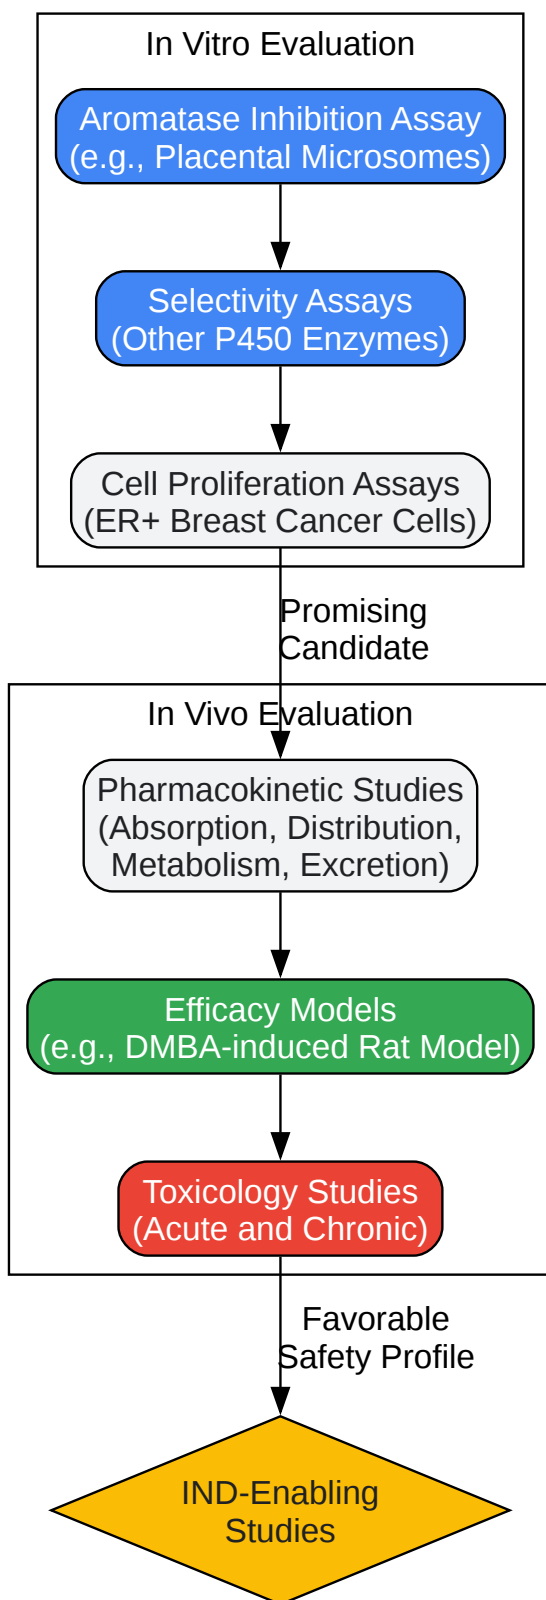 In Vitro Evaluation
Aromatase Inhibition Assay
(e.g., Placental Microsomes)
Selectivity Assays
(Other P450 Enzymes)
Cell Proliferation Assays
(ER+ Breast Cancer Cells)
Promising
Candidate
In Vivo Evaluation
Pharmacokinetic Studies
(Absorption, Distribution,
Metabolism, Excretion)
Efficacy Models
(e.g., DMBA-induced Rat Model)
Toxicology Studies
(Acute and Chronic)
Favorable
Safety Profile
IND-Enabling
Studies